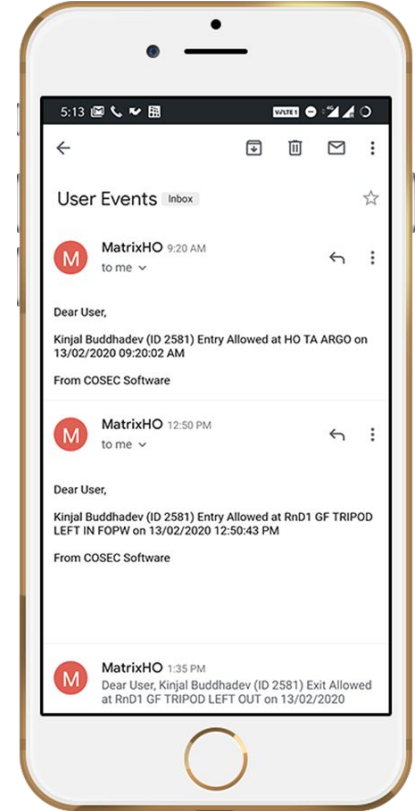 5:13
VoLTE 1 4G
User Events Inbox
M
MatrixHO 9:20 AM
to me
Dear User,
Kinjal Buddhadev (ID 2581) Entry Allowed at HO TA ARGO on
13/02/2020 09:20:02 AM
From COSEC Software
M
MatrixHO 12:50 PM
to me
Dear User,
Kinjal Buddhadev (ID 2581) Entry Allowed at RnD1 GF TRIPOD
LEFT IN FOPW on 13/02/2020 12:50:43 PM
From COSEC Software
M
MatrixHO 1:35 PM
Dear User, Kinjal Buddhadev (ID 2581) Exit Allowed
at RnD1 GF TRIPOD LEFT OUT on 13/02/2020